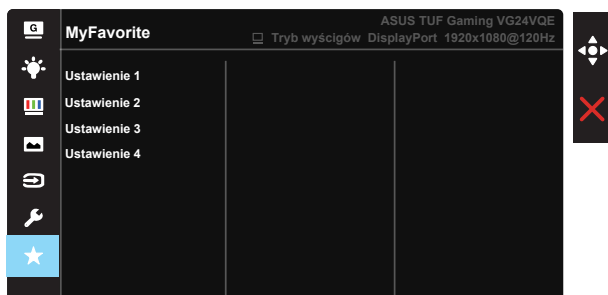 G
MyFavorite
ASUS TUF Gaming VG24VQE
Tryb wyścigów DisplayPort 1920x1080@120Hz
Ustawienie 1
Ustawienie 2
Ustawienie 3
Ustawienie 4